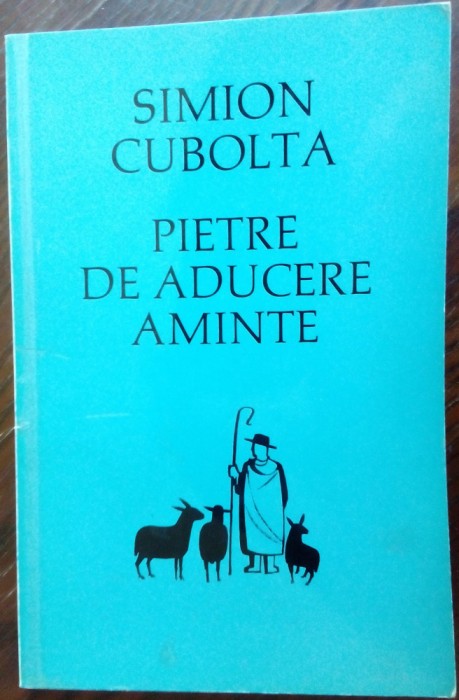 SIMION
CUBOLTA
PIETRE
DE ADUCERE
AMINTE